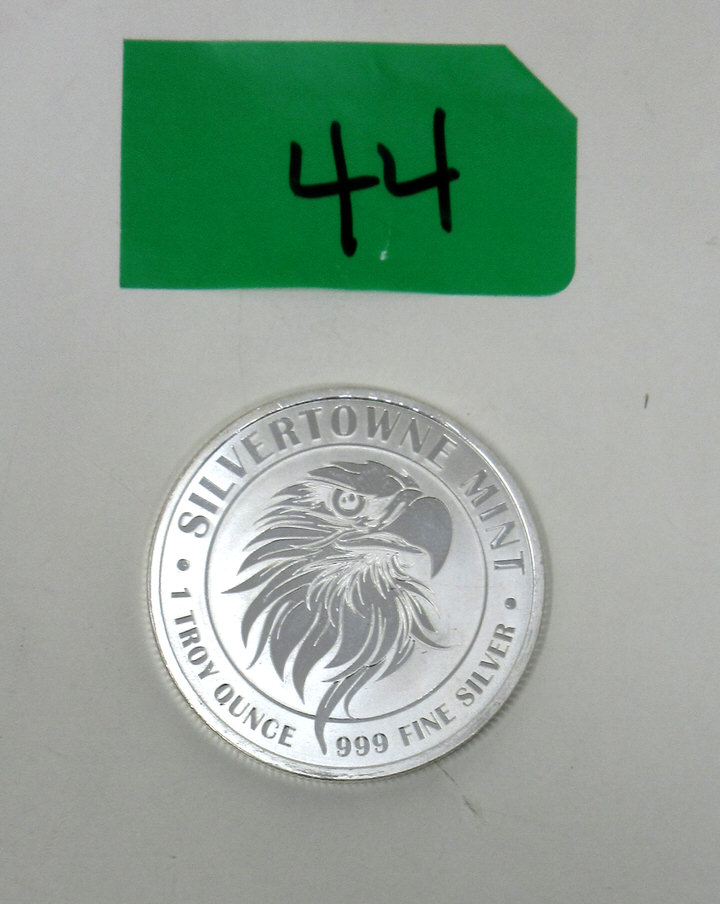 44
SILVERTOWNE MINT
• 1 TROY OUNCE 999 FINE SILVER •